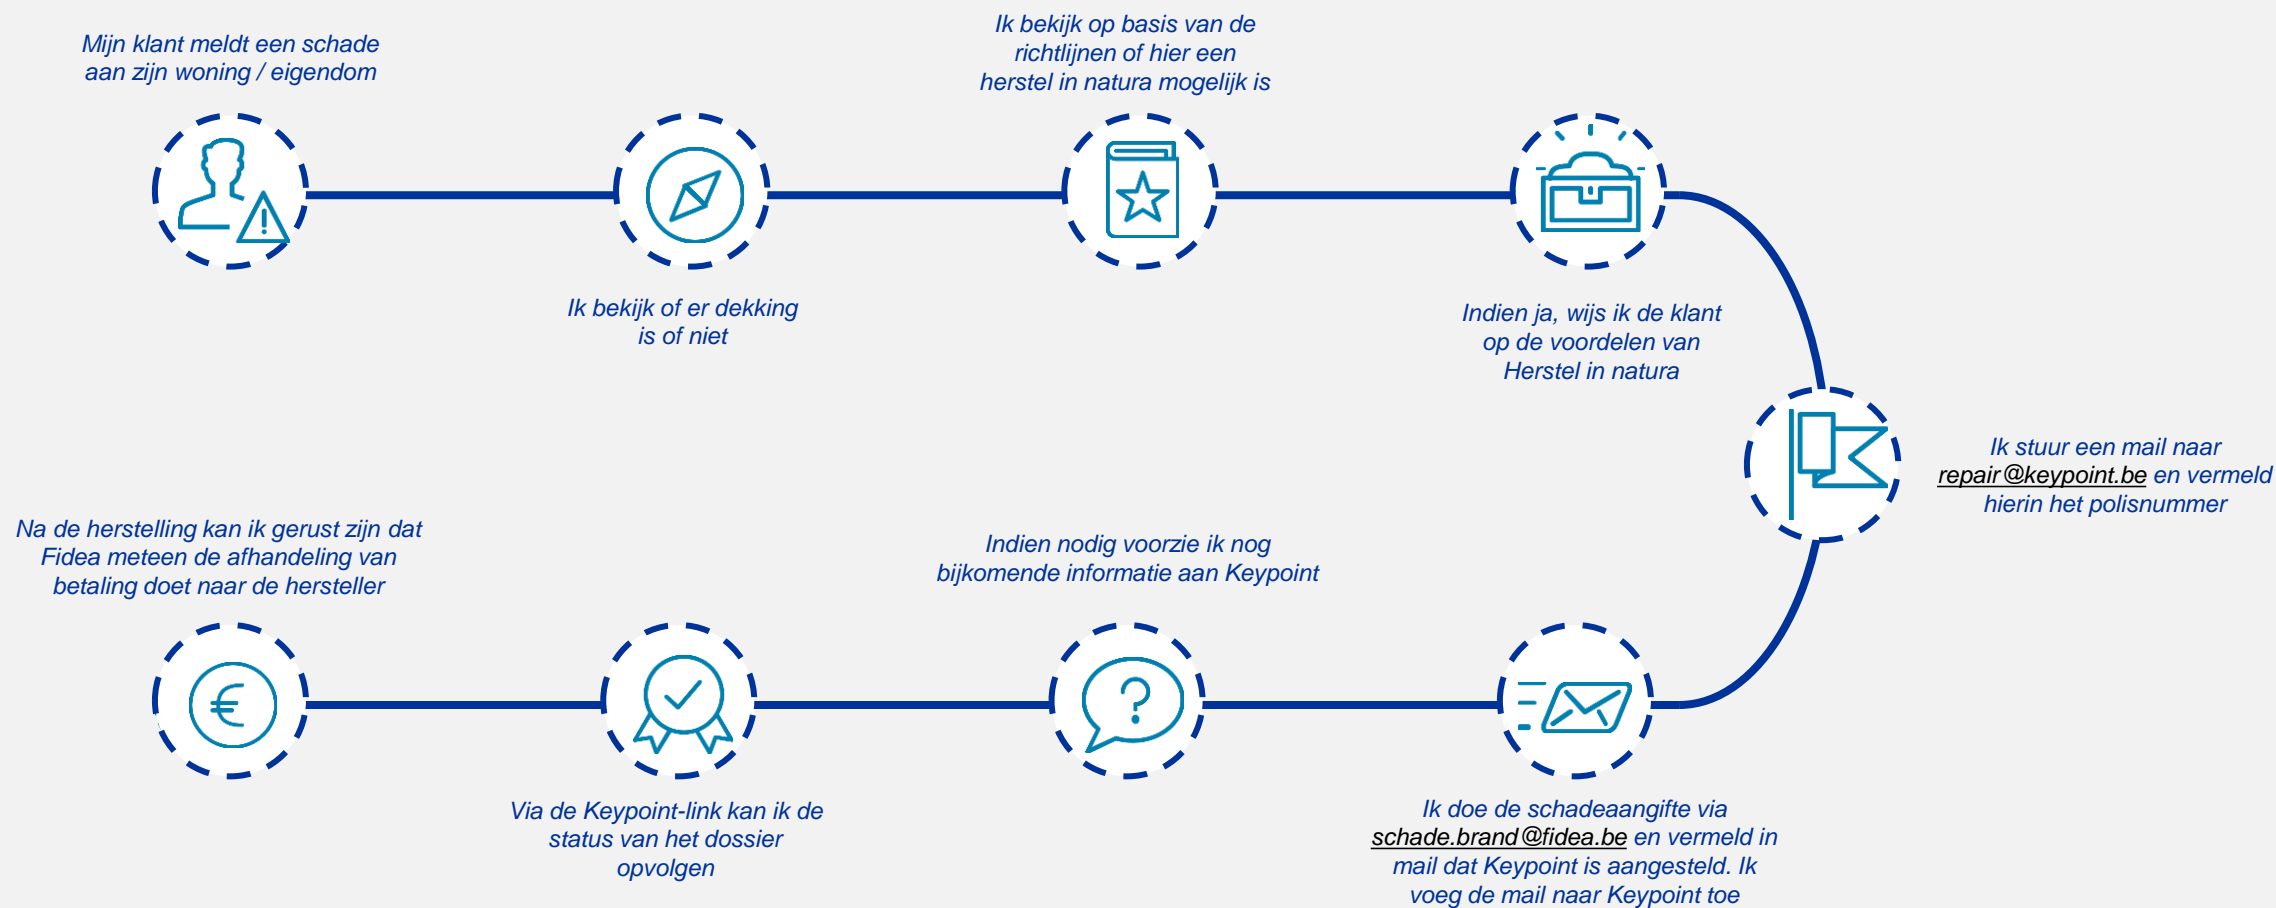 Mijn klant meldt een schade
aan zijn woning / eigendom
Ik bekijk of er dekking
is of niet
Ik bekijk op basis van de
richtlijnen of hier een
herstel in natura mogelijk is
Indien ja, wijs ik de klant
op de voordelen van
Herstel in natura
Ik stuur een mail naar
repair@keypoint.be en vermeld
hierin het polisnummer
Ik doe de schadeaangifte via
schade.brand@fidea.be en vermeld in
mail dat Keypoint is aangesteld. Ik
voeg de mail naar Keypoint toe
Indien nodig voorzie ik nog
bijkomende informatie aan Keypoint
Via de Keypoint-link kan ik de
status van het dossier
opvolgen
Na de herstelling kan ik gerust zijn dat
Fidea meteen de afhandeling van
betaling doet naar de hersteller